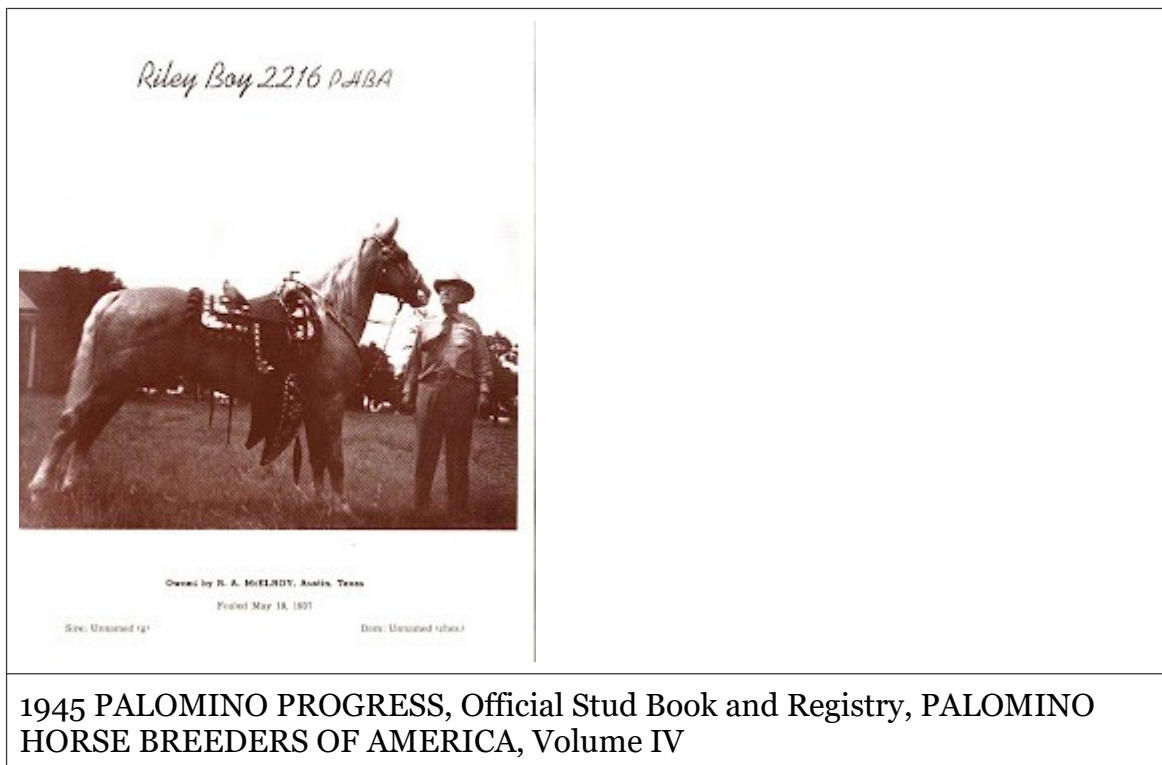 Riley Boy 2216 PHBA
Owned by R. A. McELROY, Austin, Texas
Foaled May 18, 1937
Sire: Unnamed (g)
Dam: Unnamed (ches.)
1945 PALOMINO PROGRESS, Official Stud Book and Registry, PALOMINO
HORSE BREEDERS OF AMERICA, Volume IV